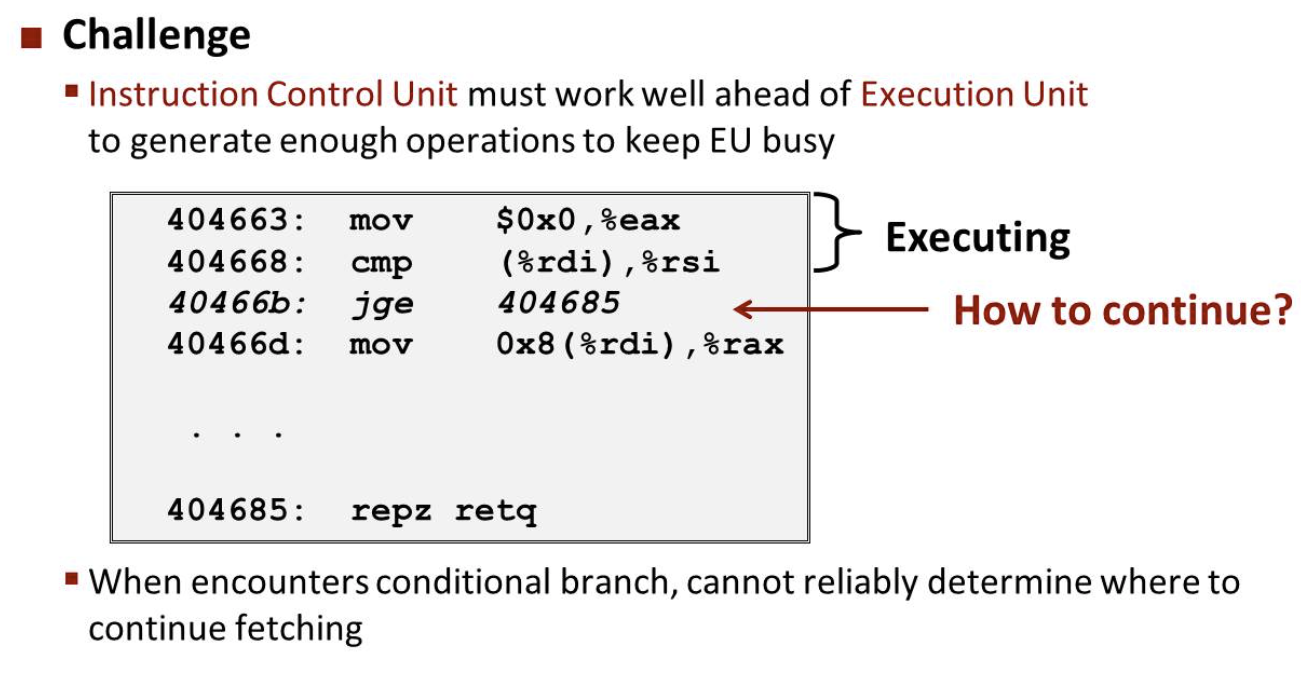 Challenge
Instruction Control Unit must work well ahead of Execution Unit
to generate enough operations to keep EU busy
404663: mov $0x0,%eax
404668: cmp (%rdi),%rsi
Executing
40466b: jge 404685
How to continue?
40466d: mov 0x8(%rdi),%rax
. . .
404685: repz retq
When encounters conditional branch, cannot reliably determine where to
continue fetching